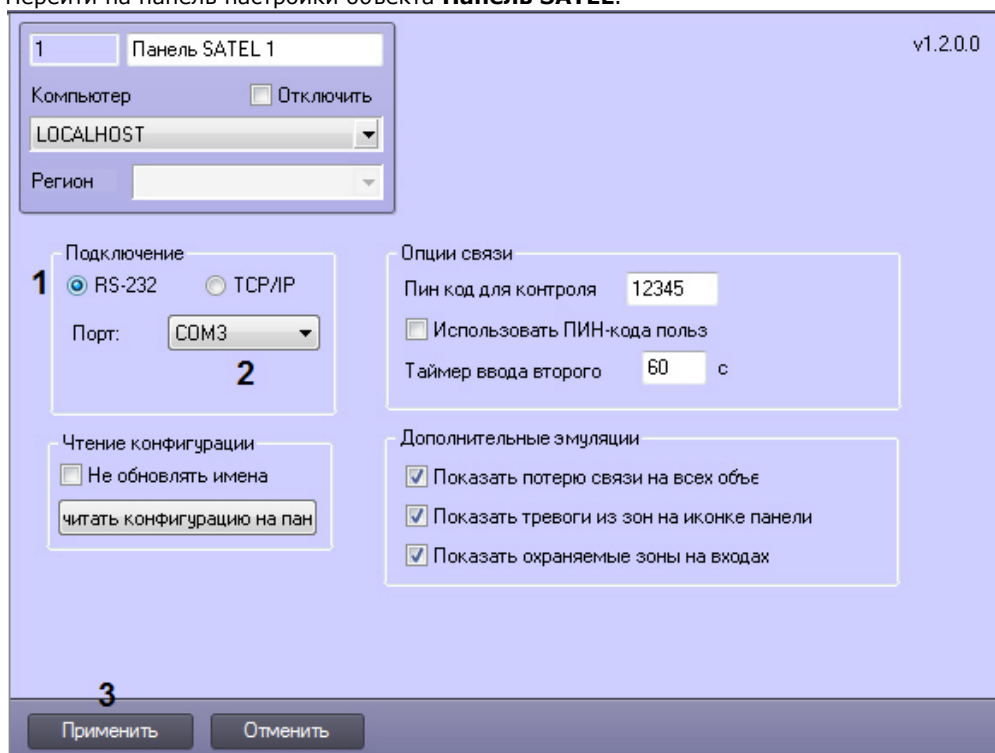 Перейти на панель настройки объекта Панель SATEL.
1 Панель SATEL 1 v1.2.0.0
Компьютер Отключить
LOCALHOST
Регион
Подключение
1 RS-232 TCP/IP
Порт: COM3
2
Опции связи
Пин код для контроля 12345
Использовать ПИН-кода польз
Таймер ввода второго 60 с
Чтение конфигурации
Не обновлять имена
читать конфигурацию на пан
Дополнительные эмуляции
Показать потерю связи на всех объе
Показать тревоги из зон на иконке панели
Показать охраняемые зоны на входах
3
Применить Отменить